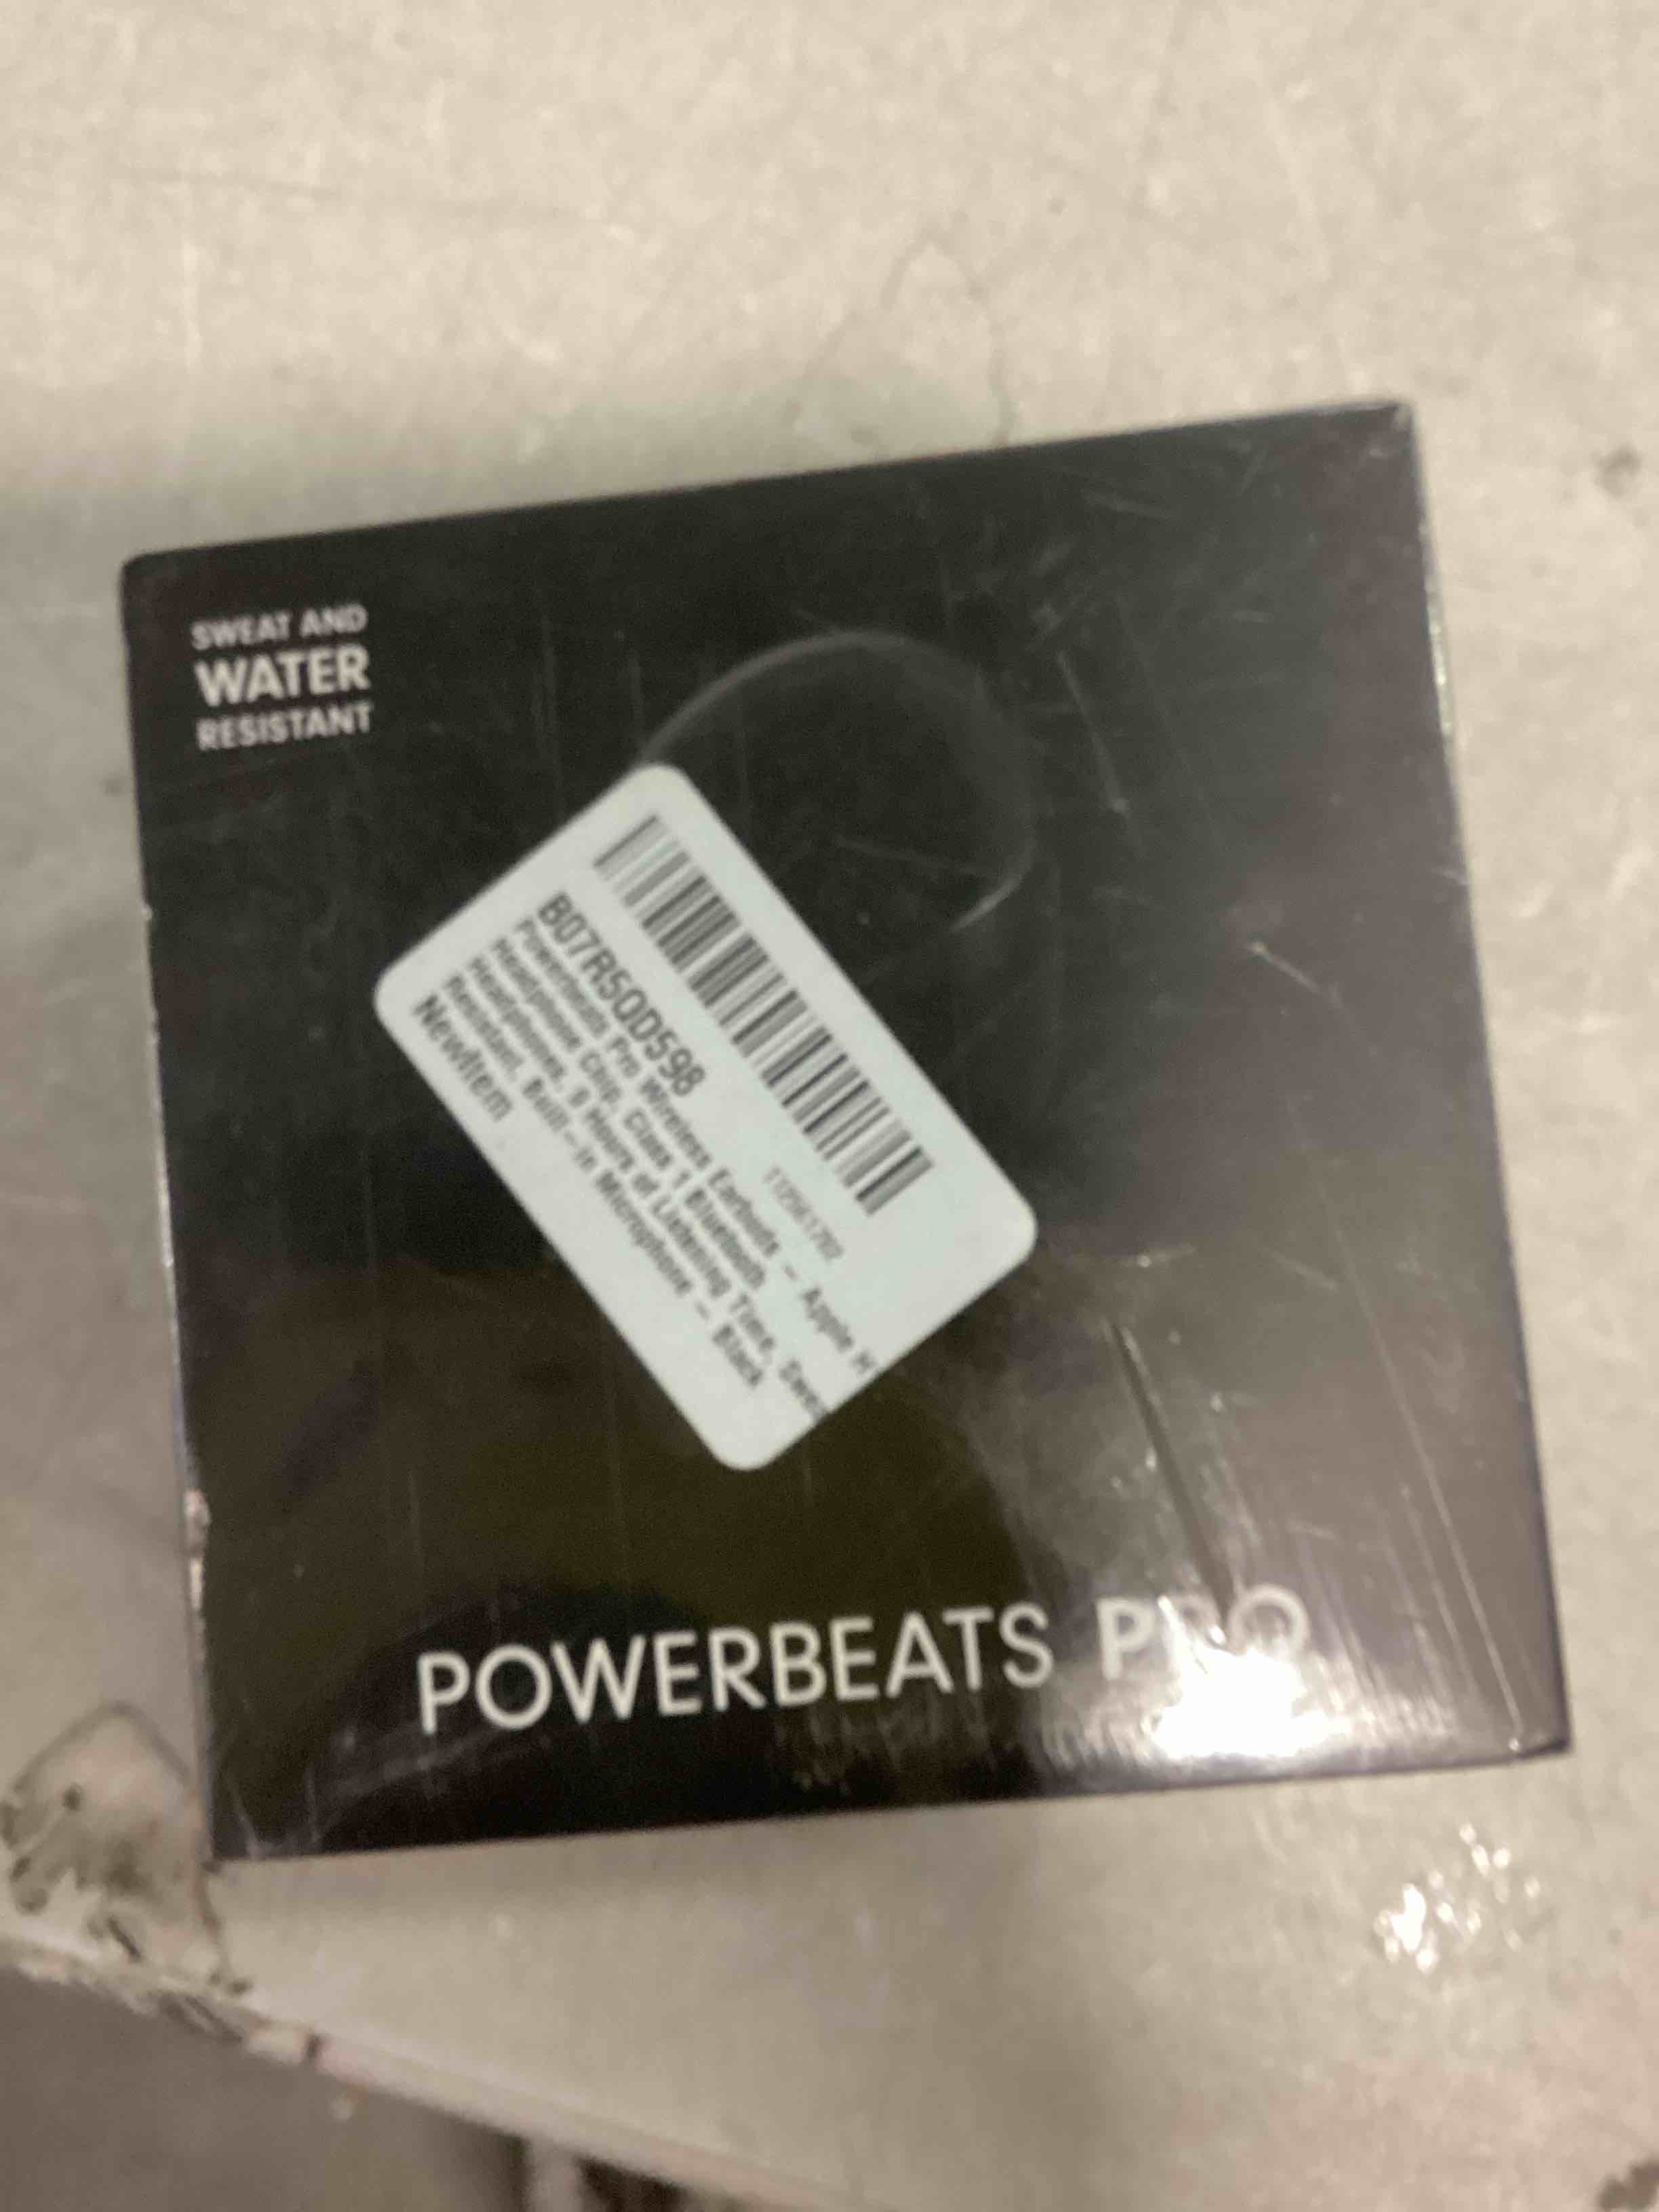 SWEAT AND
WATER
RESISTANT
B07R5QD598
Powerbeats Pro Wireless Earbuds - Apple H
Headphone Chip, Class 1 Bluetooth
Headphones, 9 Hours of Listening Time, Sweat
Resistant, Built-in Microphone - Black
NewItem
POWERBEATS PRO